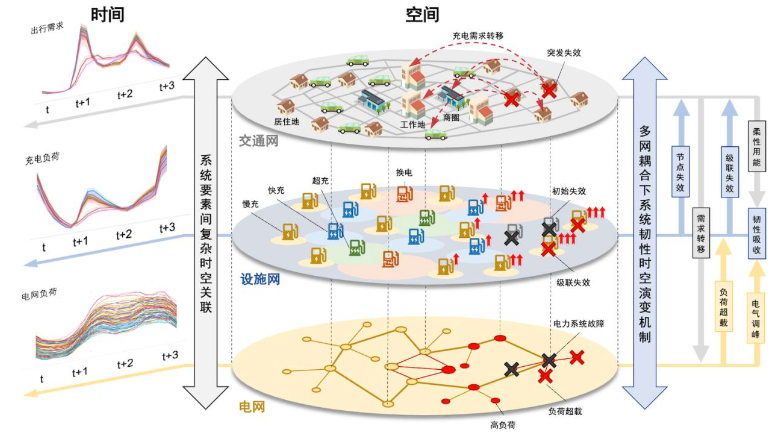 时间
空间
出行需求
t
t+1
t+2
t+3
充电需求转移
突发失效
居住地
工作地
商圈
交通网
充电负荷
t
t+1
t+2
t+3
换电
超充
快充
慢充
初始失效
级联失效
设施网
电网负荷
t
t+1
t+2
t+3
电力系统故障
负荷超载
高负荷
电网
系统要素间复杂时空关联
多网耦合下系统韧性时空演变机制
节点失效
需求转移
级联失效
负荷超载
柔性用能
韧性吸收
电气调峰